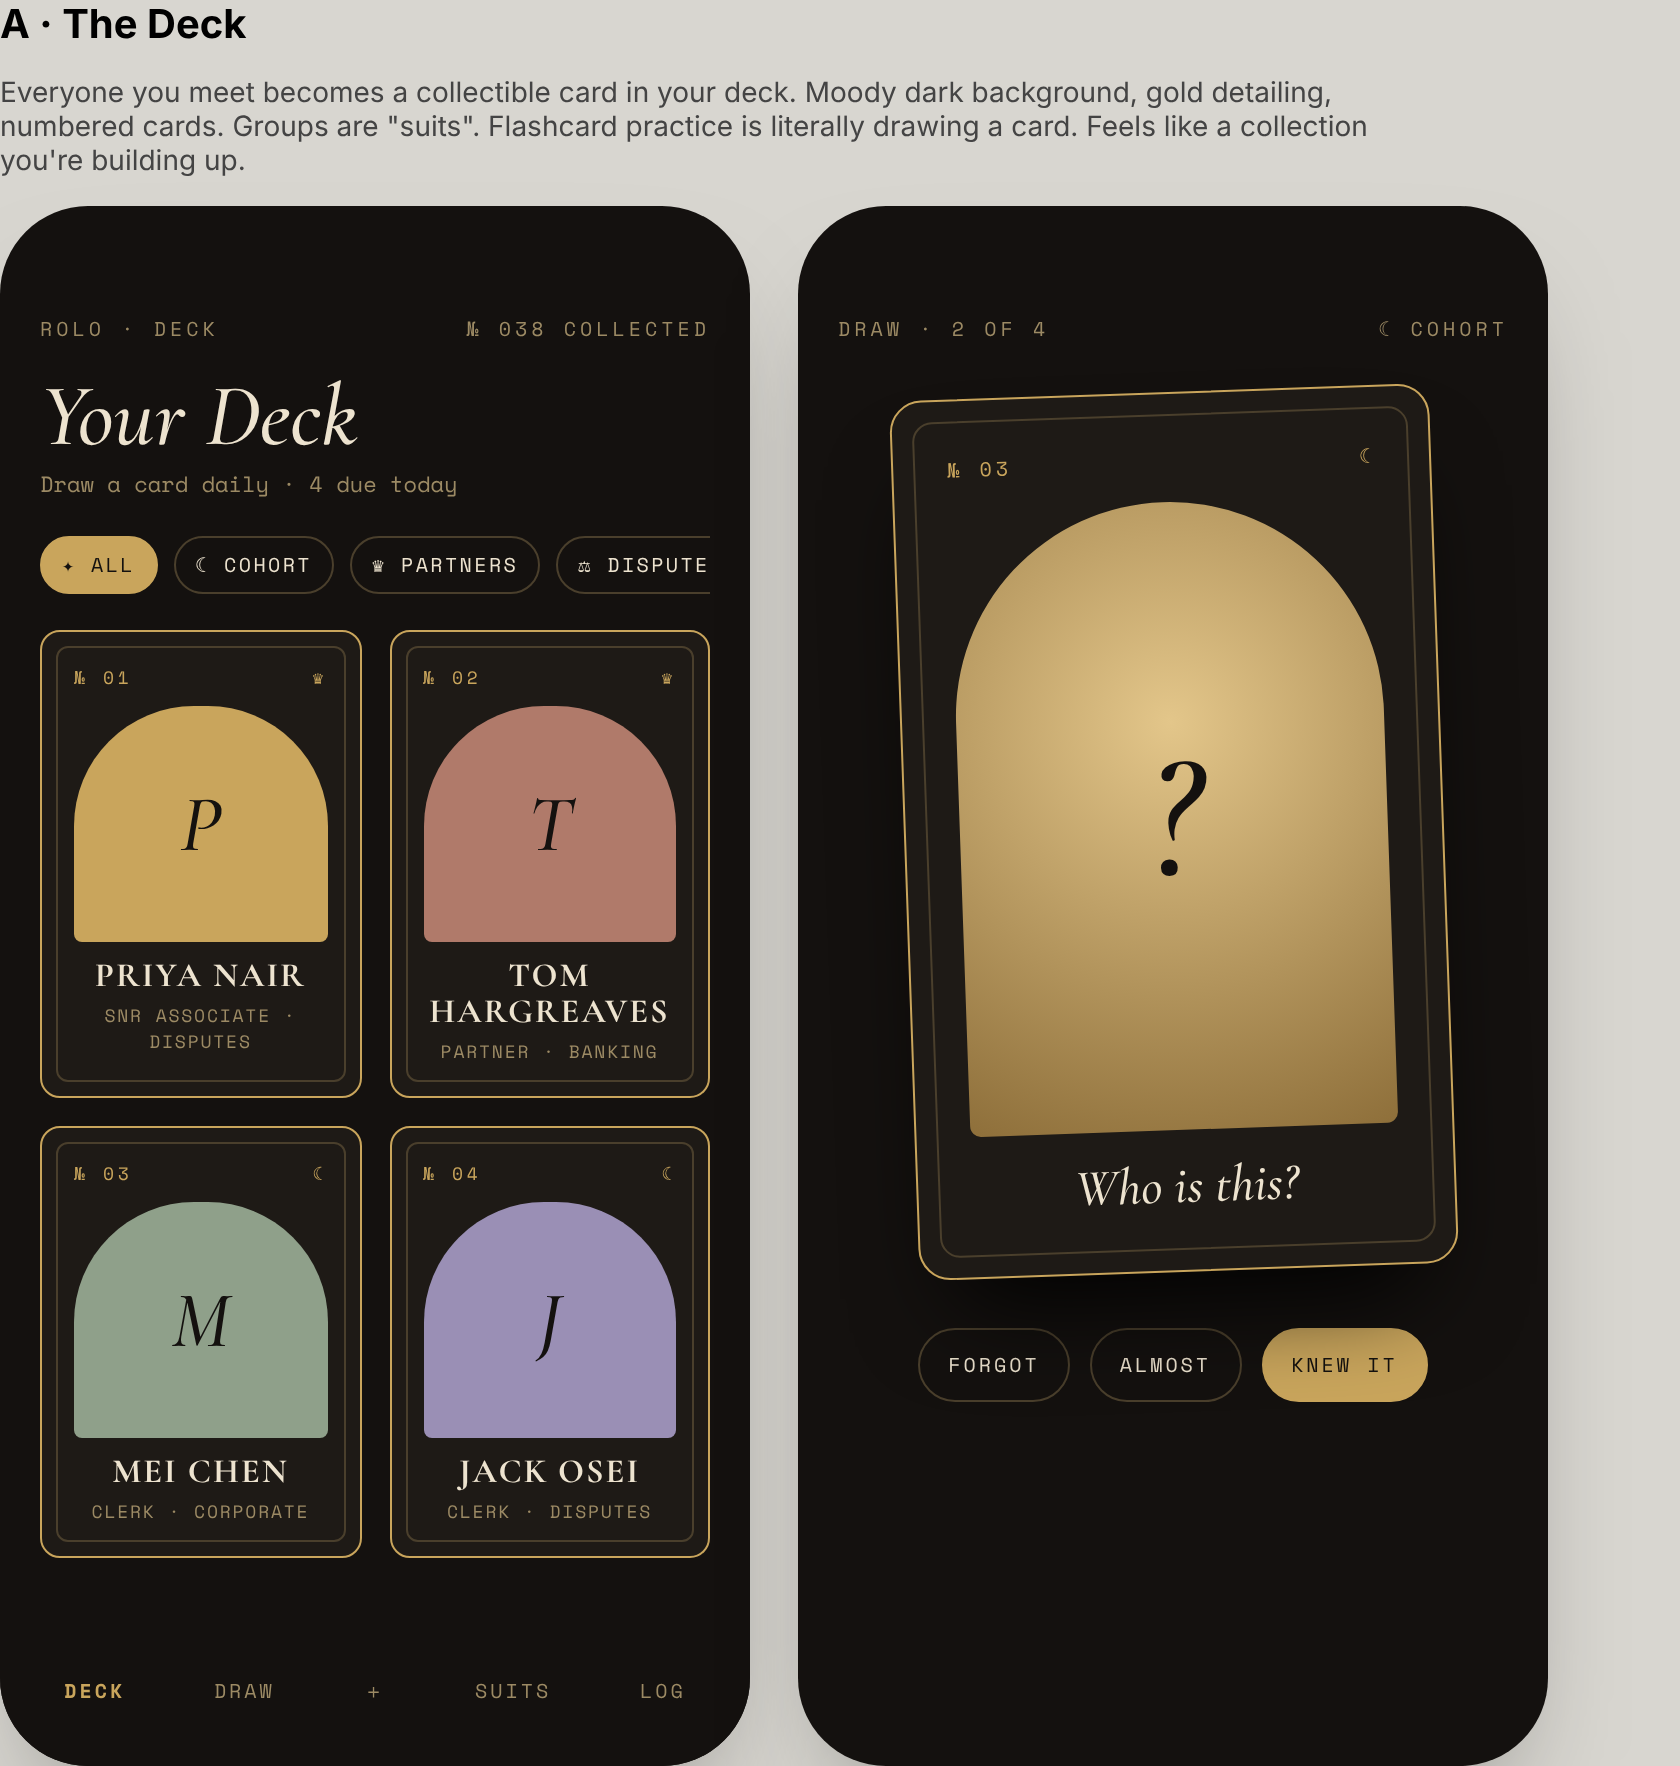 A · The Deck
Everyone you meet becomes a collectible card in your deck. Moody dark background, gold detailing,
numbered cards. Groups are "suits". Flashcard practice is literally drawing a card. Feels like a collection
you're building up.
ROLO · DECK
№ 038 COLLECTED
Your Deck
Draw a card daily · 4 due today
✦ ALL
☾ COHORT
♛ PARTNERS
⚖ DISPUTE
№ 01 ♛
P
PRIYA NAIR
SNR ASSOCIATE ·
DISPUTES
№ 02 ♛
T
TOM
HARGREAVES
PARTNER · BANKING
№ 03 ☾
M
MEI CHEN
CLERK · CORPORATE
№ 04 ☾
J
JACK OSEI
CLERK · DISPUTES
DECK
DRAW
+
SUITS
LOG
DRAW · 2 OF 4
☾ COHORT
№ 03 ☾
?
Who is this?
FORGOT
ALMOST
KNEW IT